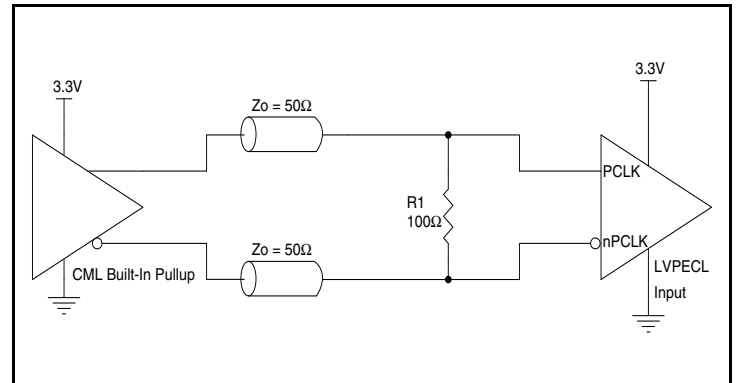 3.3V
3.3V
Zo = 50Ω
PCLK
R1
100Ω
nPCLK
Zo = 50Ω
CML Built-In Pullup
LVPECL
Input